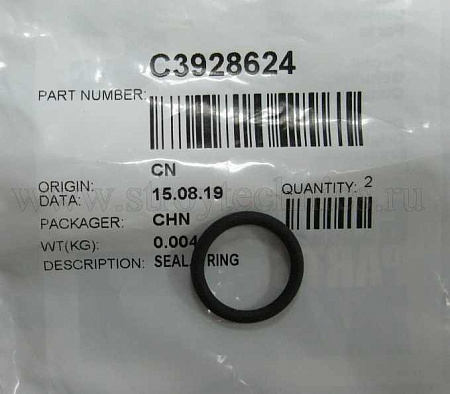 C3928624
PART NUMBER:
CN
ORIGIN:
DATA: 15.08.19
QUANTITY: 2
PACKAGER: CHN
WT(KG): 0.004
DESCRIPTION: SEAL RING